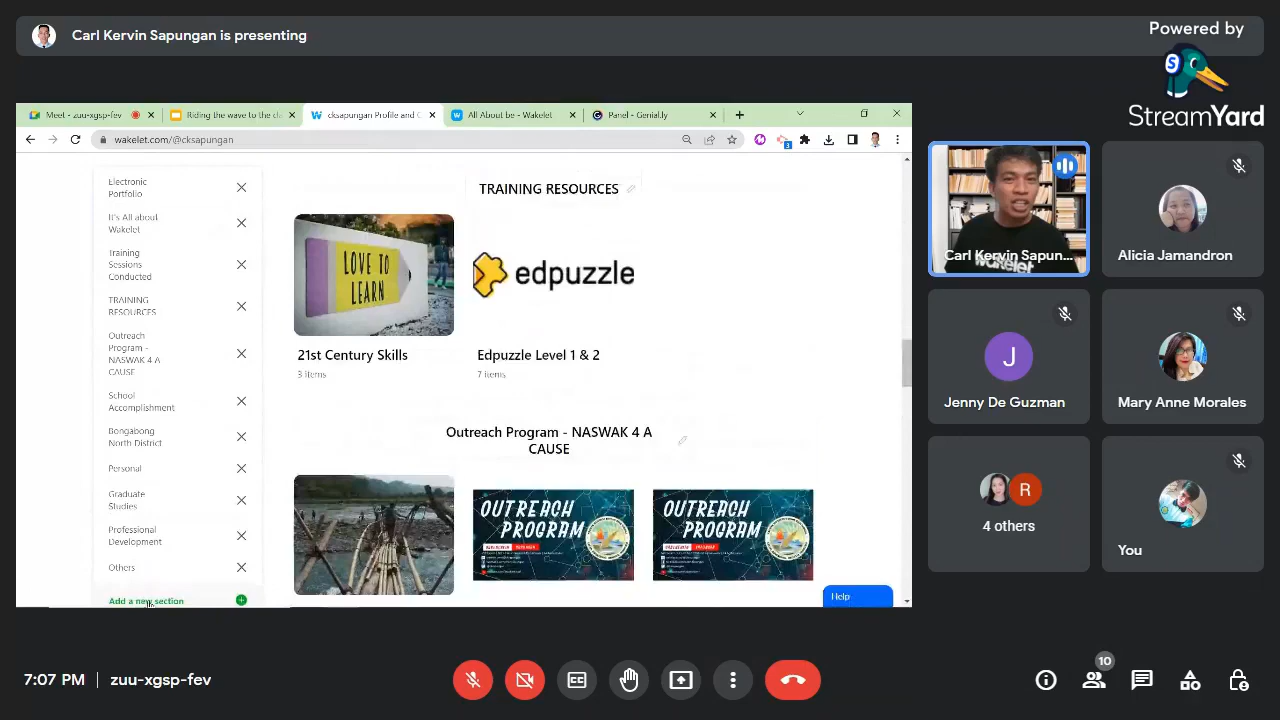 Carl Kervin Sapungan is presenting
Powered by
StreamYard
Meet - zuu-xgsp-fev
Riding the wave to the cla
cksapungan Profile and C
All About be - Wakelet
Panel - Genial.ly
wakelet.com/@cksapungan
3
Electronic
Portfolio
It's All about
Wakelet
Training
Sessions
Conducted
TRAINING
RESOURCES
Outreach
Program -
NASWAK 4 A
CAUSE
School
Accomplishment
Bongabong
North District
Personal
Graduate
Studies
Professional
Development
Others
Add a new section
TRAINING RESOURCES
LOVE TO
LEARN
edpuzzle
21st Century Skills
3 items
Edpuzzle Level 1 & 2
7 items
Outreach Program - NASWAK 4 A
CAUSE
OUTREACH
PROGRAM
OUTREACH
PROGRAM
Help
wakelet
Carl Kervin Sapun...
Alicia Jamandron
J
Jenny De Guzman
Mary Anne Morales
R
4 others
You
7:07 PM
zuu-xgsp-fev
10